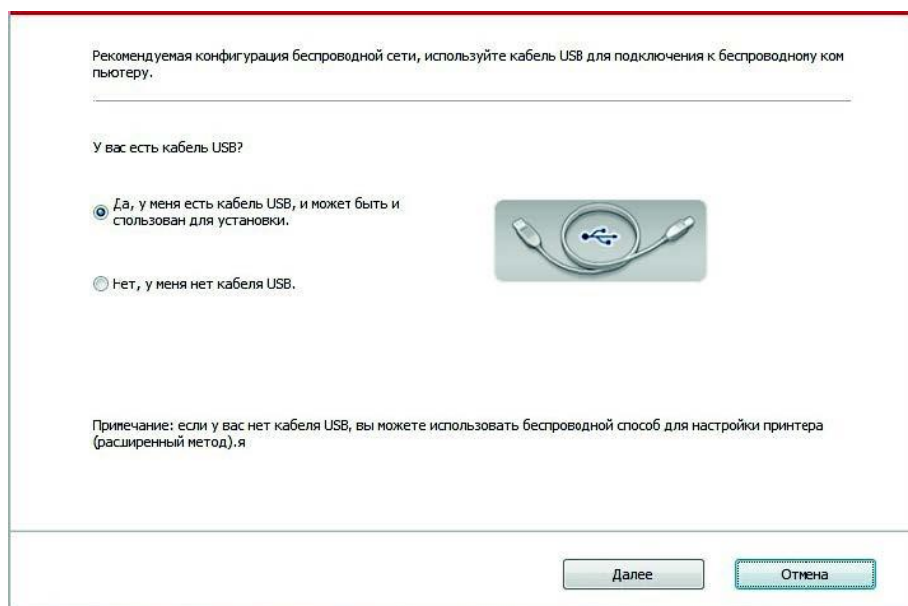 Рекомендуемая конфигурация беспроводной сети, используйте кабель USB для подключения к беспроводному ком
пьютеру.
У вас есть кабель USB?
Да, у меня есть кабель USB, и может быть и
спользован для установки.
Нет, у меня нет кабеля USB.
Примечание: если у вас нет кабеля USB, вы можете использовать беспроводной способ для настройки принтера
(расширенный метод).я
Далее
Отмена